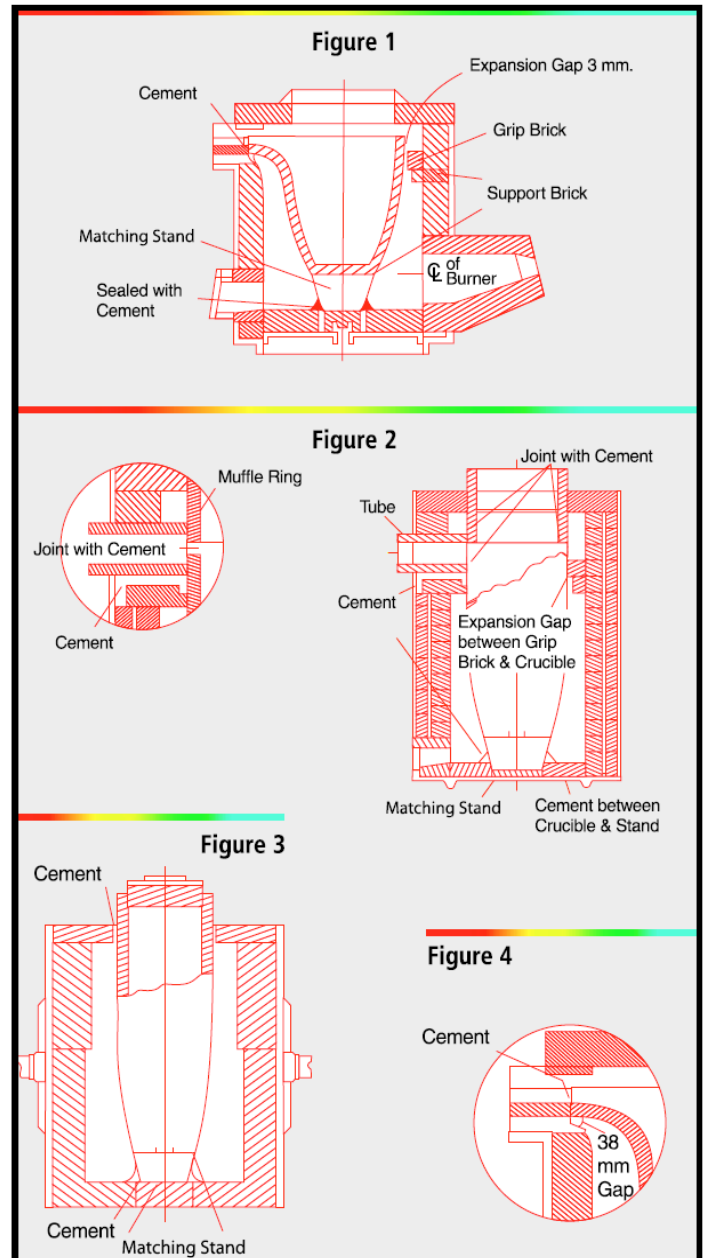 Figure 1
Expansion Gap 3 mm.
Cement
Grip Brick
Support Brick
Matching Stand
℄ of
Burner
Sealed with
Cement
Figure 2
Joint with Cement
Muffle Ring
Tube
Joint with Cement
Cement
Cement
Expansion Gap
between Grip
Brick & Crucible
Matching Stand
Cement between
Crucible & Stand
Figure 3
Cement
Cement
Matching Stand
Figure 4
Cement
38
mm
Gap